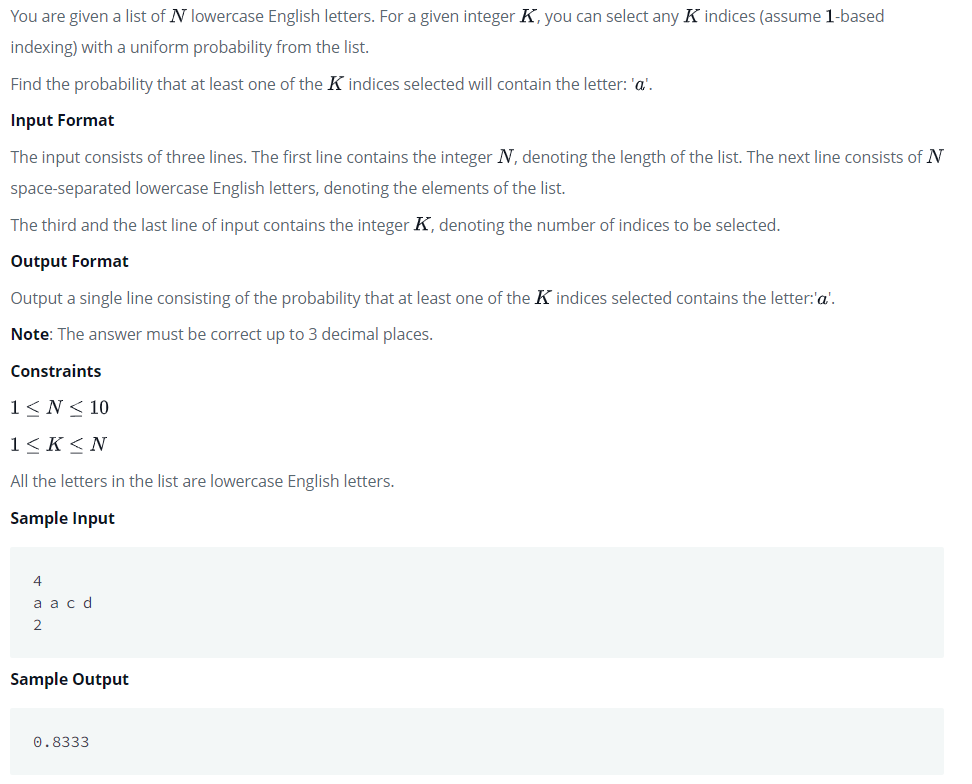 You are given a list of N lowercase English letters. For a given integer K, you can select any K indices (assume 1-based
indexing) with a uniform probability from the list.
Find the probability that at least one of the K indices selected will contain the letter: 'a'.
Input Format
The input consists of three lines. The first line contains the integer N, denoting the length of the list. The next line consists of N
space-separated lowercase English letters, denoting the elements of the list.
The third and the last line of input contains the integer K, denoting the number of indices to be selected.
Output Format
Output a single line consisting of the probability that at least one of the K indices selected contains the letter:'a'.
Note: The answer must be correct up to 3 decimal places.
Constraints
1 ≤ N ≤ 10
1 ≤ K ≤ N
All the letters in the list are lowercase English letters.
Sample Input
4
a a c d
2
Sample Output
0.8333